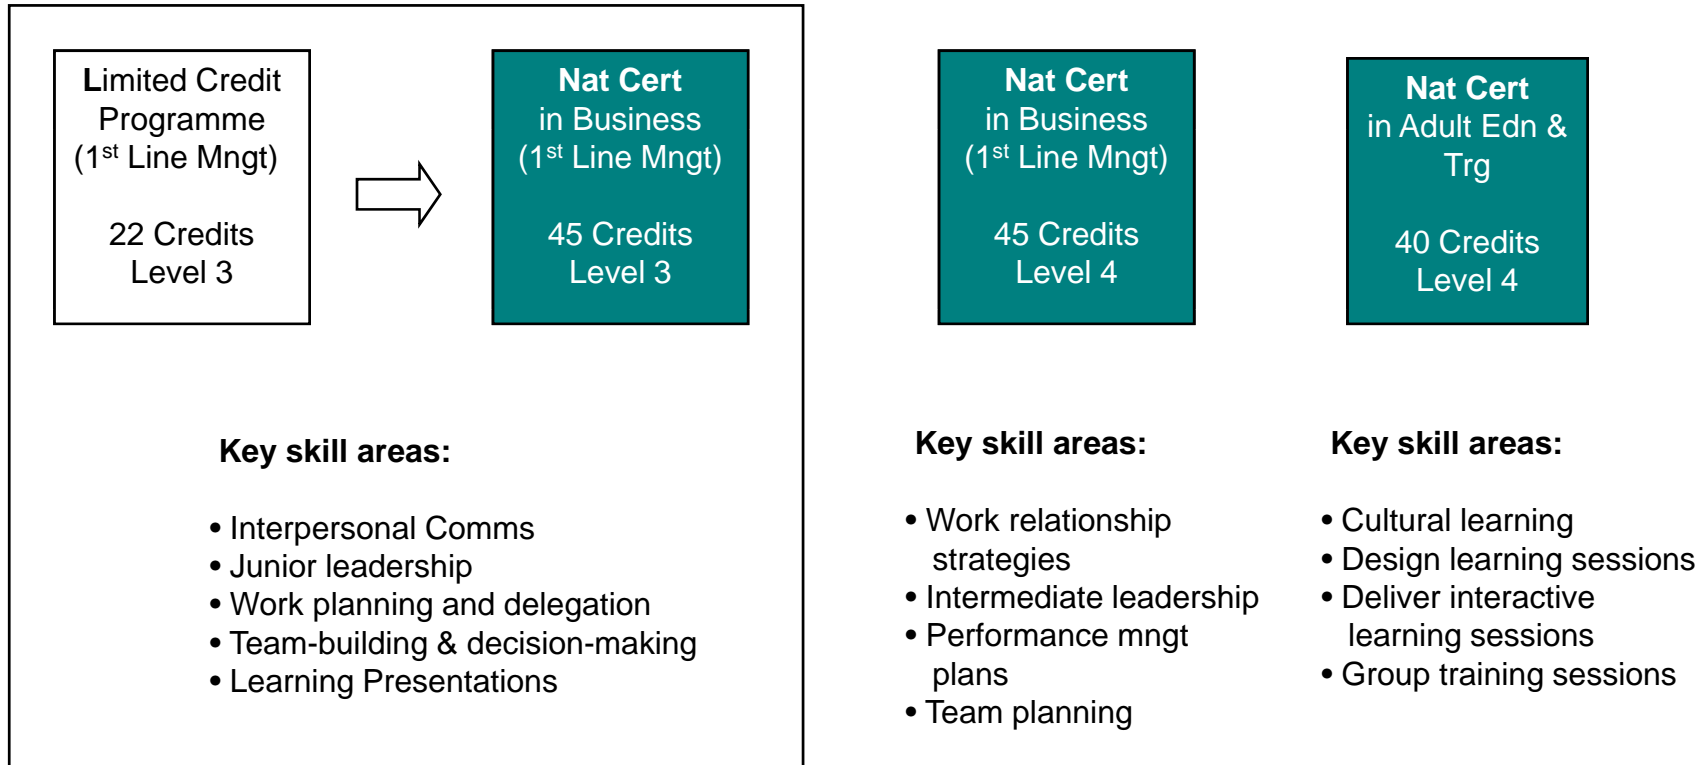 Limited Credit
Programme
(1st Line Mngt)
22 Credits
Level 3
Nat Cert
in Business
(1st Line Mngt)
45 Credits
Level 3
Nat Cert
in Business
(1st Line Mngt)
45 Credits
Level 4
Nat Cert
in Adult Edn &
Trg
40 Credits
Level 4
Key skill areas:
• Interpersonal Comms
• Junior leadership
• Work planning and delegation
• Team-building & decision-making
• Learning Presentations
Key skill areas:
• Work relationship
strategies
• Intermediate leadership
• Performance mngt
plans
• Team planning
Key skill areas:
• Cultural learning
• Design learning sessions
• Deliver interactive
learning sessions
• Group training sessions